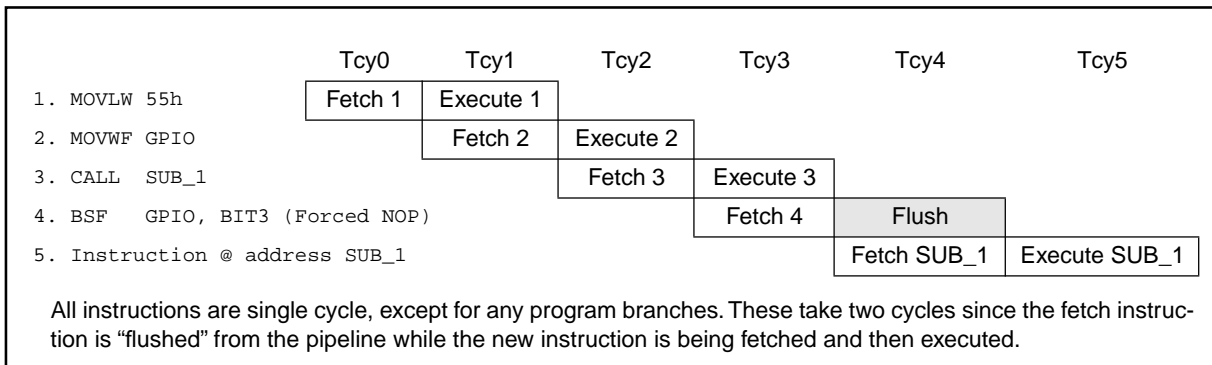 Tcy0 Tcy1 Tcy2 Tcy3 Tcy4 Tcy5
1. MOVLW 55h Fetch 1 Execute 1
2. MOVWF GPIO Fetch 2 Execute 2
3. CALL SUB_1 Fetch 3 Execute 3
4. BSF GPIO, BIT3 (Forced NOP) Fetch 4 Flush
5. Instruction @ address SUB_1 Fetch SUB_1 Execute SUB_1
All instructions are single cycle, except for any program branches. These take two cycles since the fetch instruc-
tion is “flushed” from the pipeline while the new instruction is being fetched and then executed.